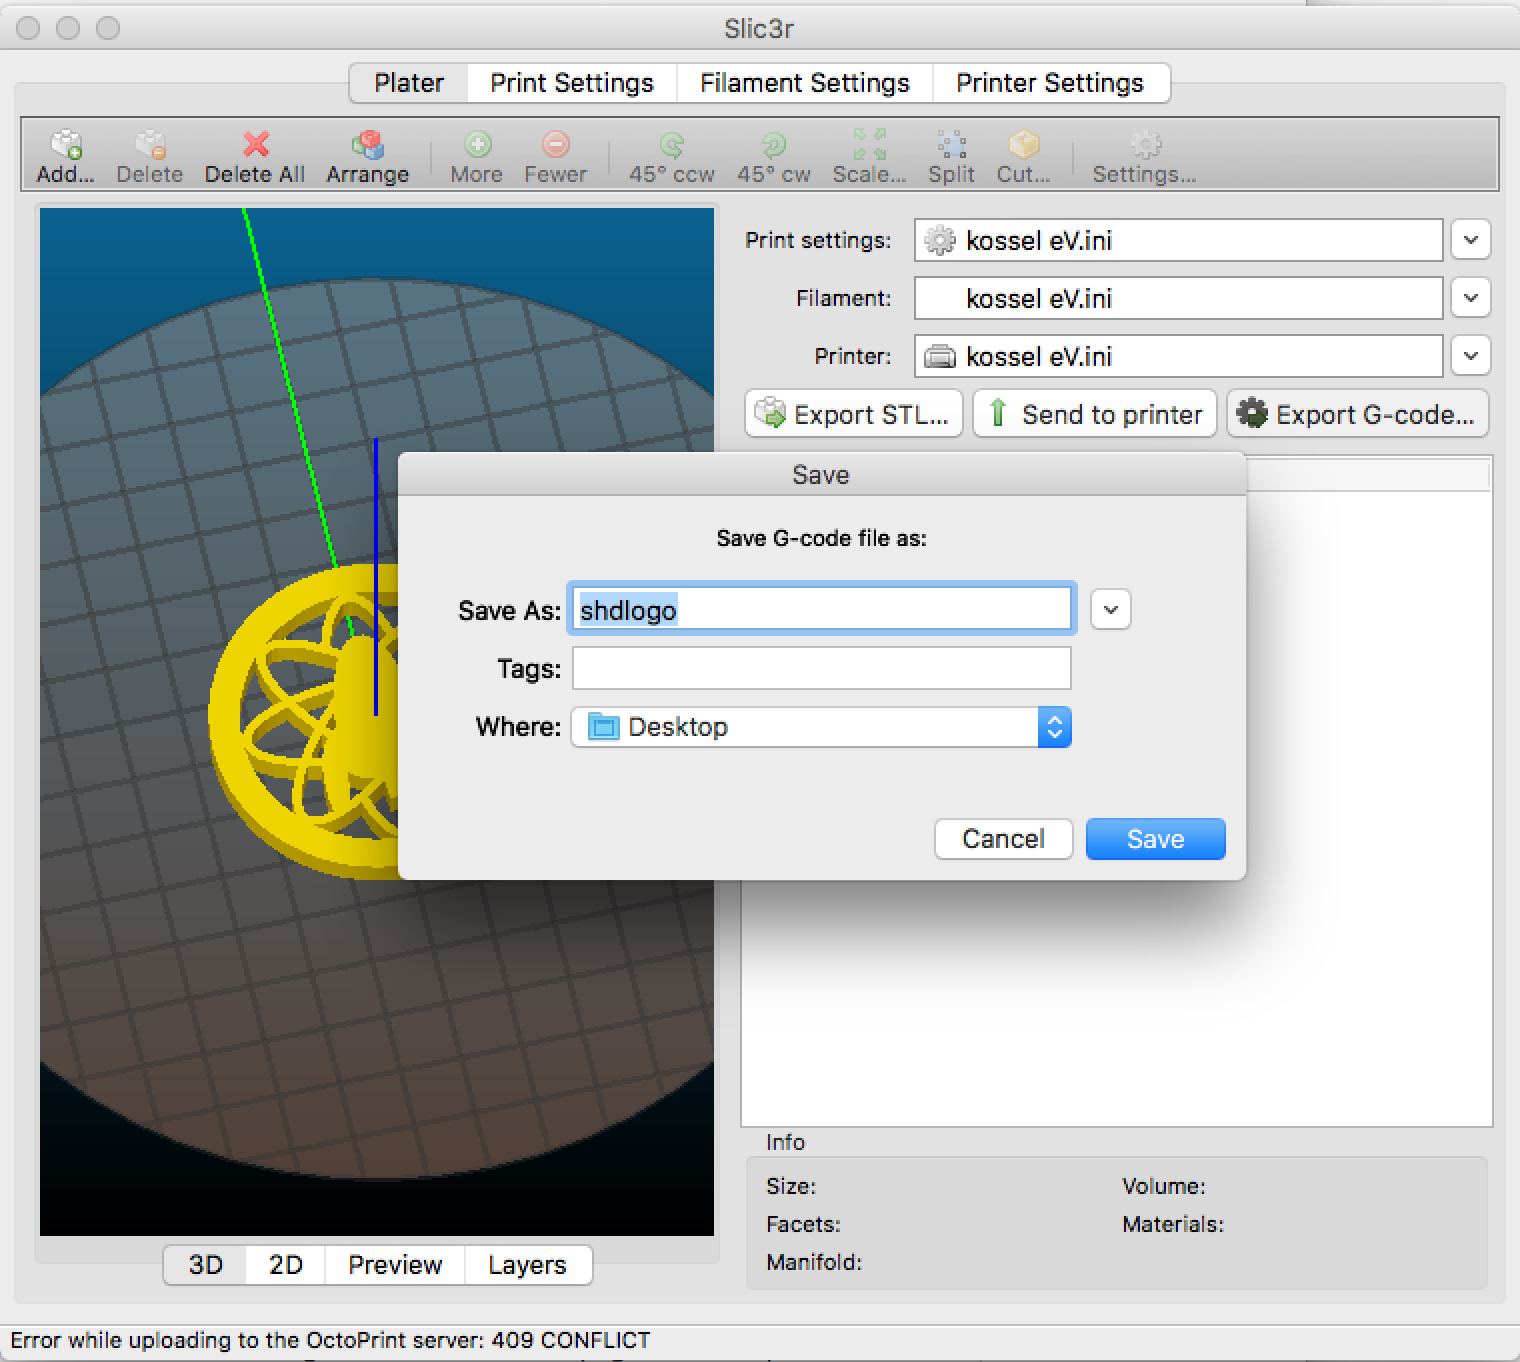 Slic3r
Plater Print Settings Filament Settings Printer Settings
Add... Delete Delete All Arrange More Fewer 45° ccw 45° cw Scale... Split Cut... Settings...
Print settings: kossel eV.ini
Filament: kossel eV.ini
Printer: kossel eV.ini
Export STL... Send to printer Export G-code...
Save
Save G-code file as:
Save As: shdlogo
Tags:
Where: Desktop
Cancel Save
Info
Size: Volume:
Facets: Materials:
Manifold:
3D 2D Preview Layers
Error while uploading to the OctoPrint server: 409 CONFLICT